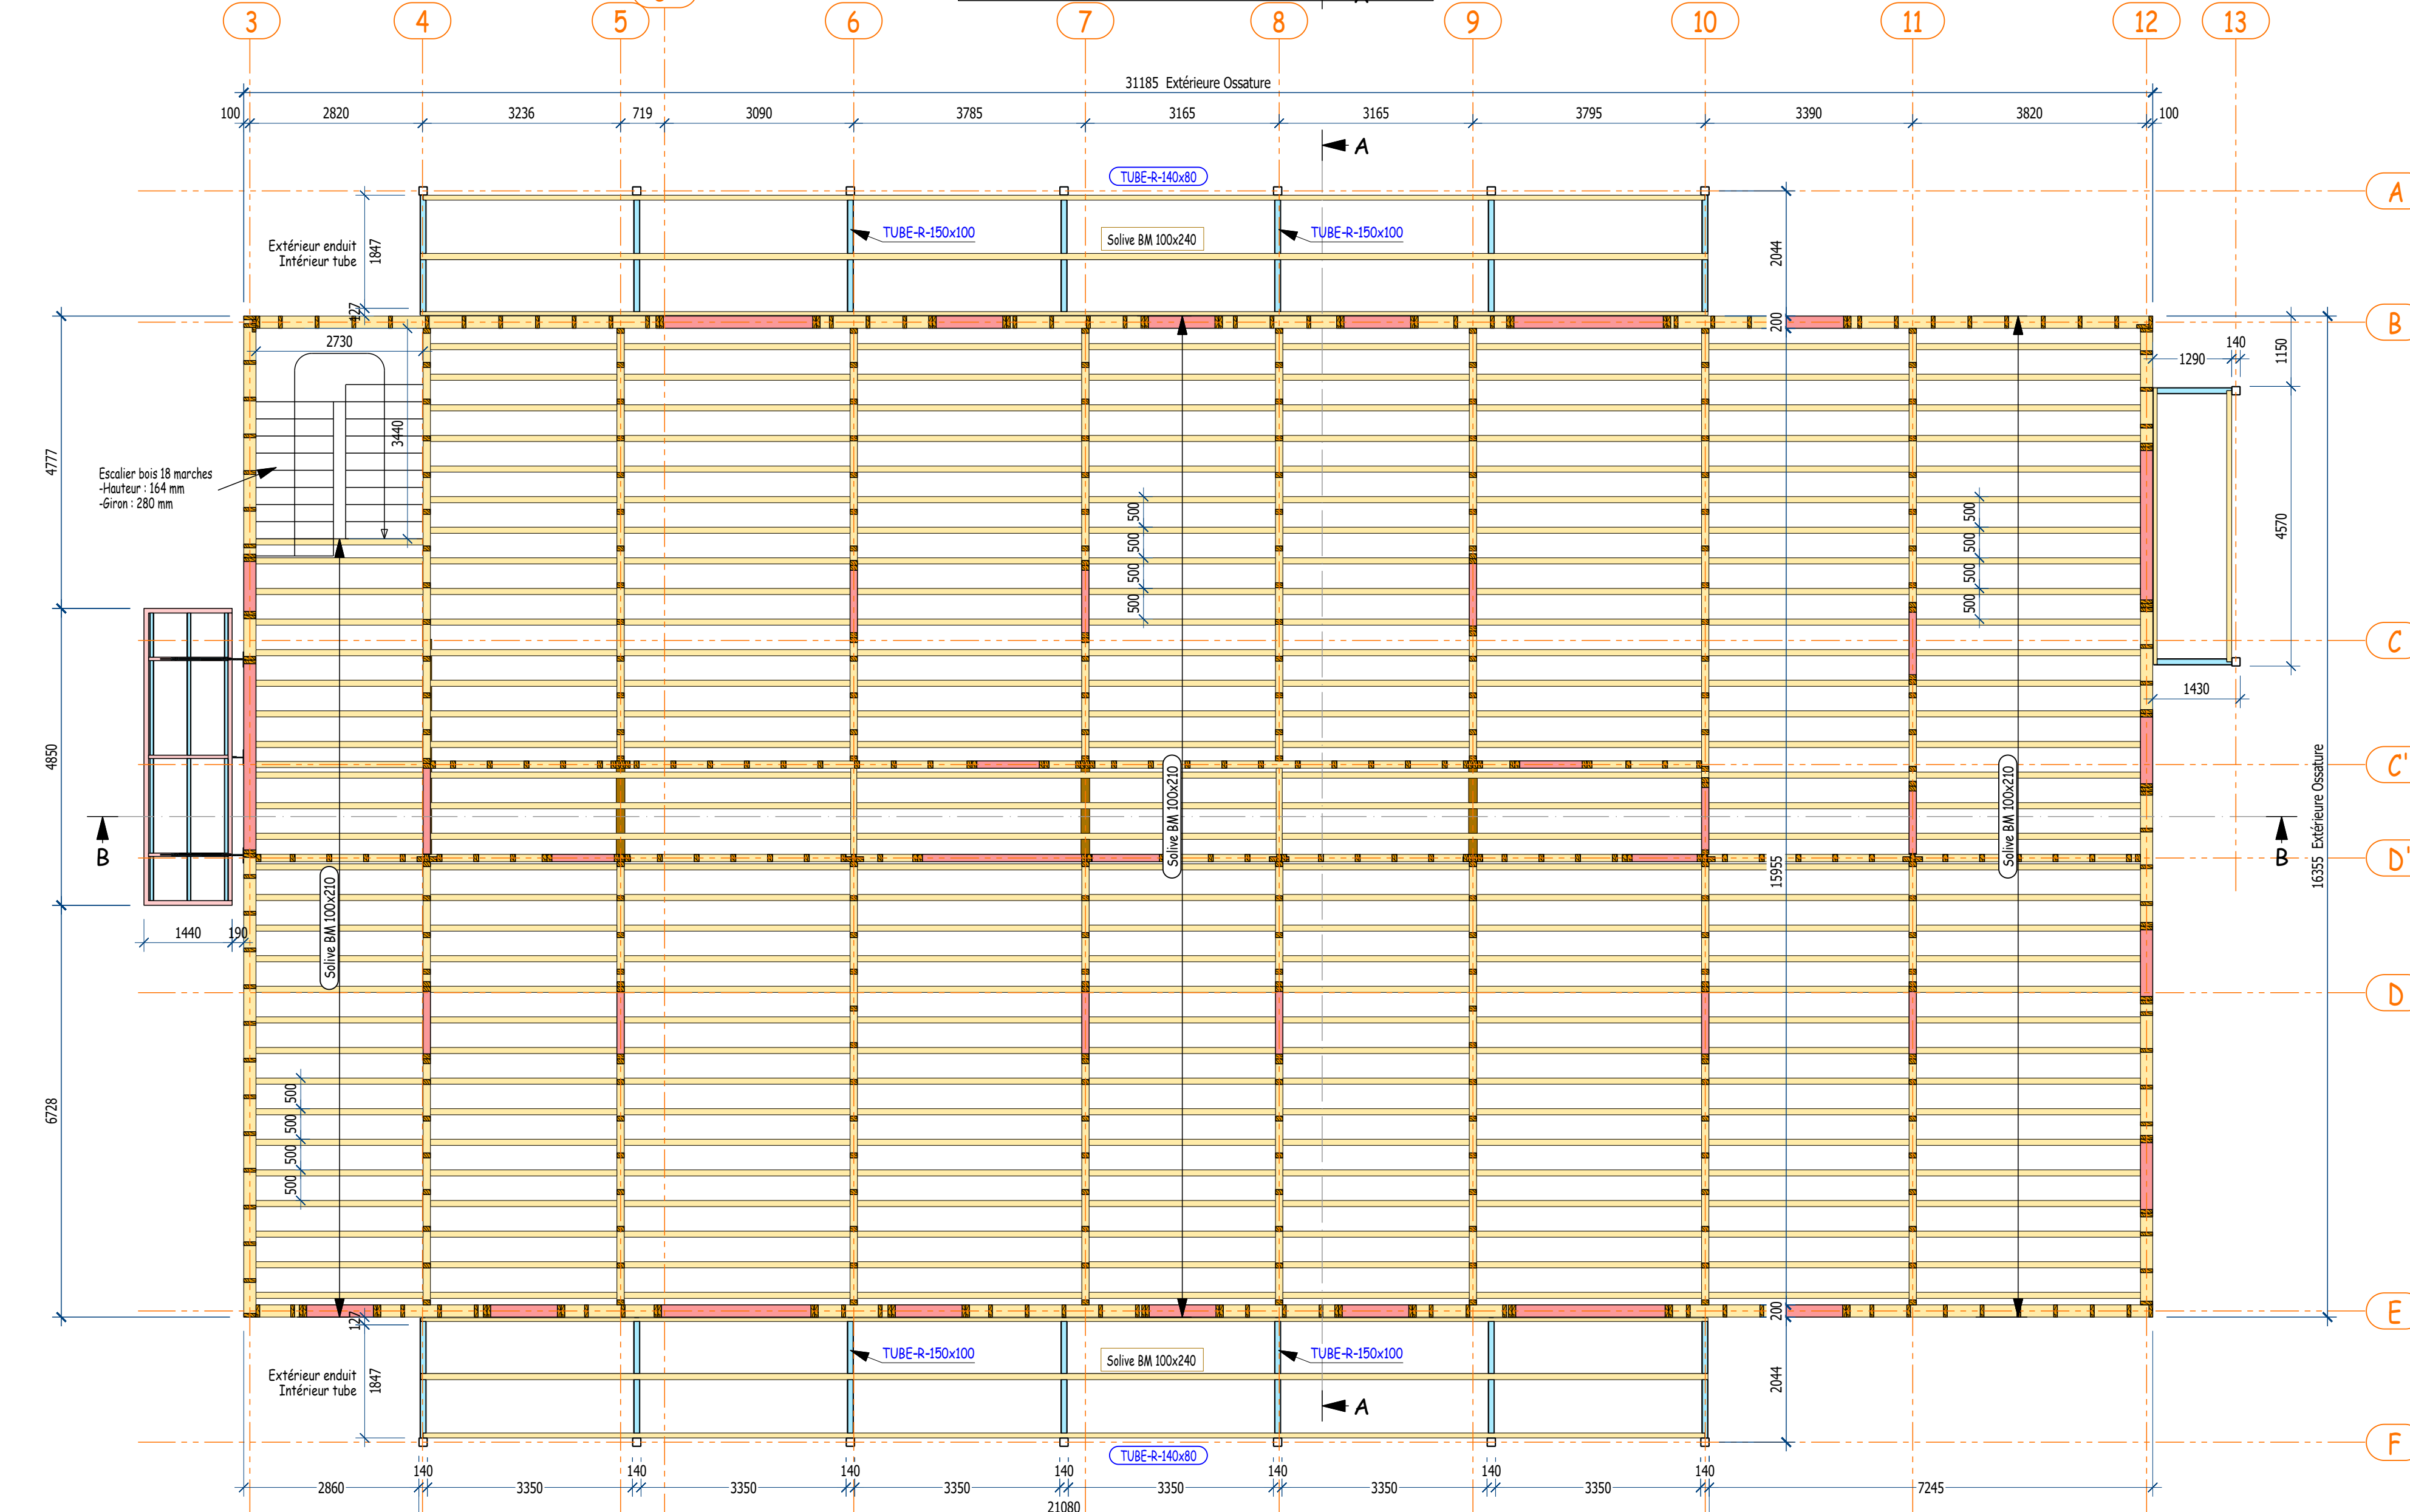 3 4 5 6 7 8 9 10 11 12 13
31185 Extérieure Ossature
100 2820 3236 719 3090 3785 3165 3165 3795 3390 3820 100
A
TUBE-R-140x80
A
Extérieur enduit
Intérieur tube
1847
TUBE-R-150x100
Solive BM 100x240
TUBE-R-150x100
2044
127
200
B
2730
1290
140
1150
3440
4777
Escalier bois 18 marches
-Hauteur : 164 mm
-Giron : 280 mm
500
500
500
500
500
500
500
500
4570
C
1430
4850
C'
Solive BM 100x210
Solive BM 100x210
16355 Extérieure Ossature
B
B
D'
15955
Solive BM 100x210
1440
190
D
500
500
500
500
6728
127
200
E
Extérieur enduit
Intérieur tube
1847
TUBE-R-150x100
Solive BM 100x240
TUBE-R-150x100
2044
A
TUBE-R-140x80
F
140 140 140 140 140 140 140
2860 3350 3350 3350 3350 3350 3350 7245
21080